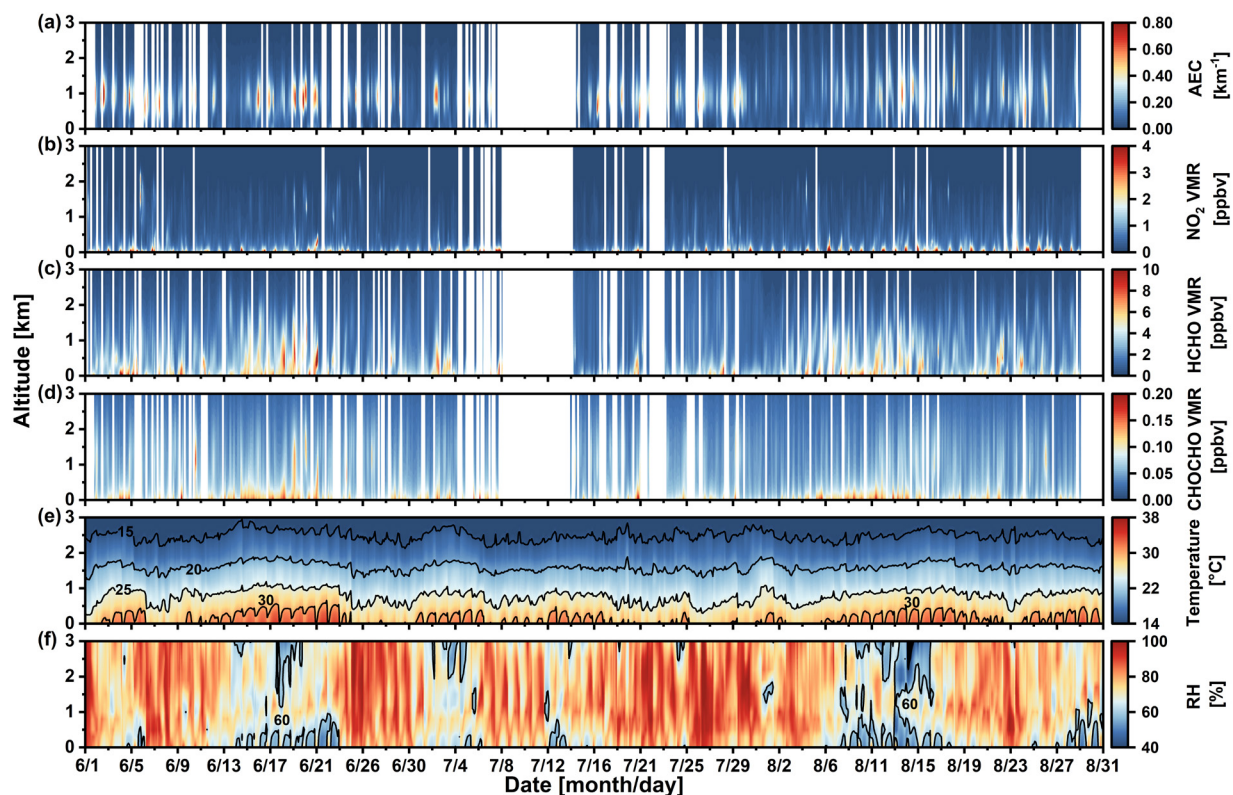 (a) 3
2
1
0
0.80
0.60
0.40
0.20
0.00
AEC
[km⁻¹]
(b) 3
2
1
0
4
3
2
1
0
NO₂ VMR
[ppbv]
(c) 3
2
1
0
10
8
6
4
2
0
HCHO VMR
[ppbv]
(d) 3
2
1
0
0.20
0.15
0.10
0.05
0.00
CHOCHO VMR
[ppbv]
(e) 3
2
1
0
15
20
25
30
30
38
30
22
14
Temperature
[°C]
(f) 3
2
1
0
60
60
100
80
60
40
RH
[%]
Altitude [km]
6/1 6/5 6/9 6/13 6/17 6/21 6/26 6/30 7/4 7/8 7/12 7/16 7/21 7/25 7/29 8/2 8/6 8/11 8/15 8/19 8/23 8/27 8/31
Date [month/day]